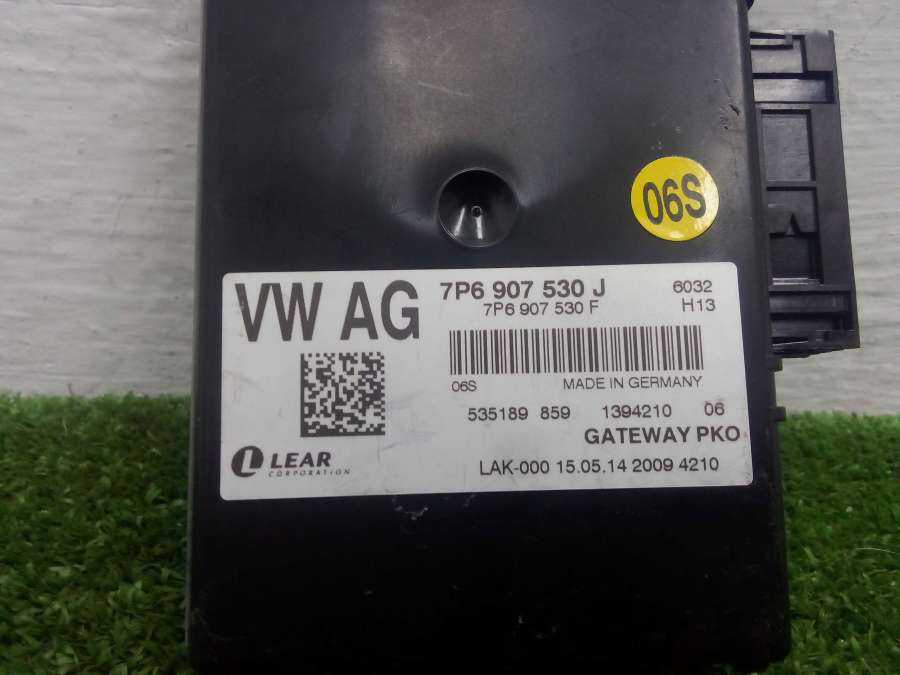 06S
VW AG
7P6 907 530 J
6032
7P6 907 530 F
H13
06S
MADE IN GERMANY
535189 859 1394210 06
GATEWAY PKO
LEAR
CORPORATION
LAK-000 15.05.14 2009 4210